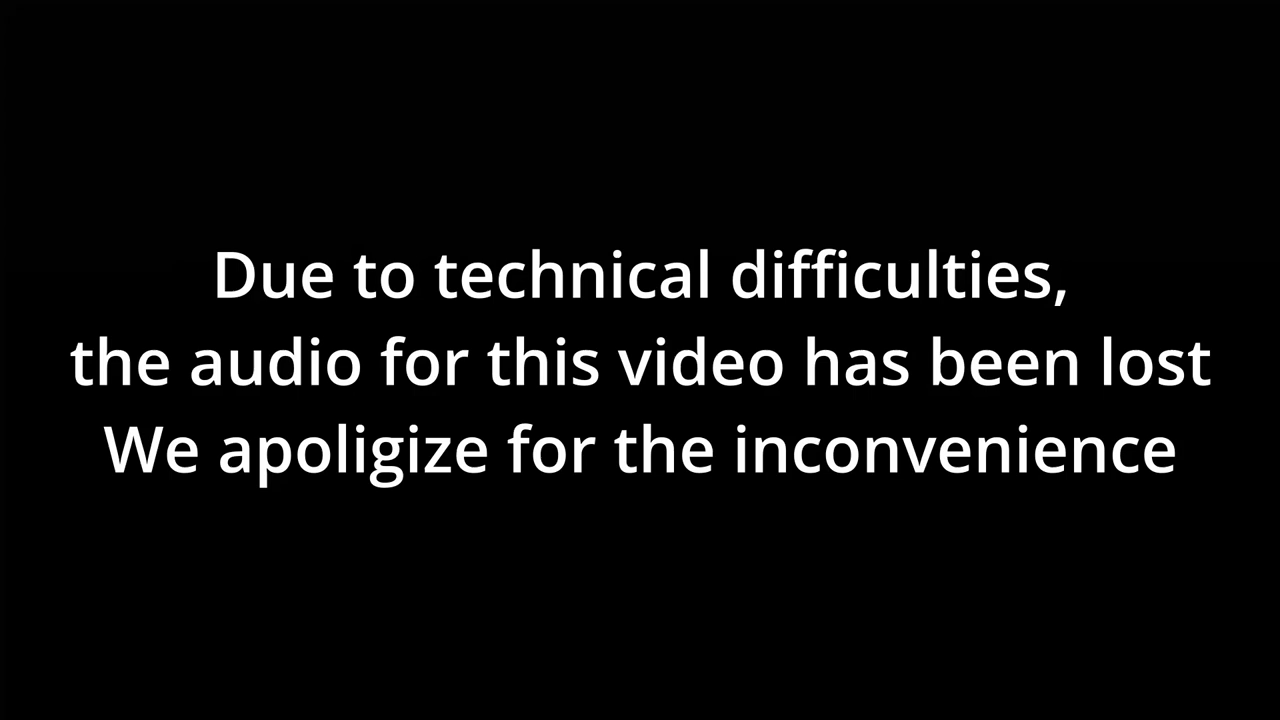 Due to technical difficulties,
the audio for this video has been lost
We apoligize for the inconvenience